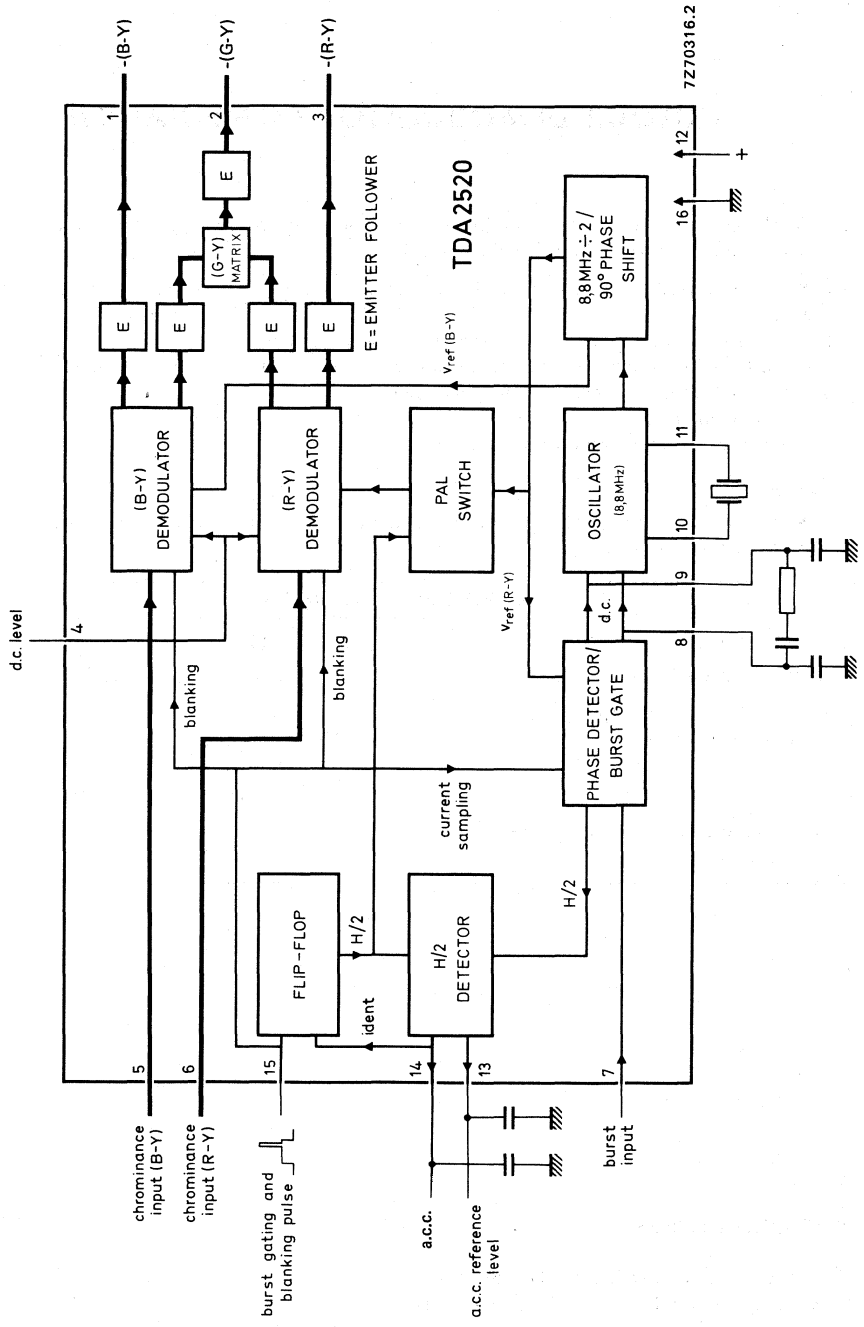 d.c. level
4
chrominance
input (B-Y)
5
chrominance
input (R-Y)
6
burst gating and
blanking pulse
15
a.c.c.
14
a.c.c. reference
level
13
burst
input
7
blanking
blanking
current
sampling
FLIP-FLOP
H/2
ident
H/2
DETECTOR
H/2
(B-Y)
DEMODULATOR
(R-Y)
DEMODULATOR
PAL
SWITCH
PHASE DETECTOR/
BURST GATE
Vref (R-Y)
d.c.
8
9
OSCILLATOR
(8,8MHz)
10
11
Vref (B-Y)
8,8MHz÷2/
90° PHASE
SHIFT
E
E
E
E
(G-Y)
MATRIX
E
E = EMITTER FOLLOWER
TDA2520
1
-(B-Y)
2
-(G-Y)
3
-(R-Y)
16
12
+
7Z70316.2